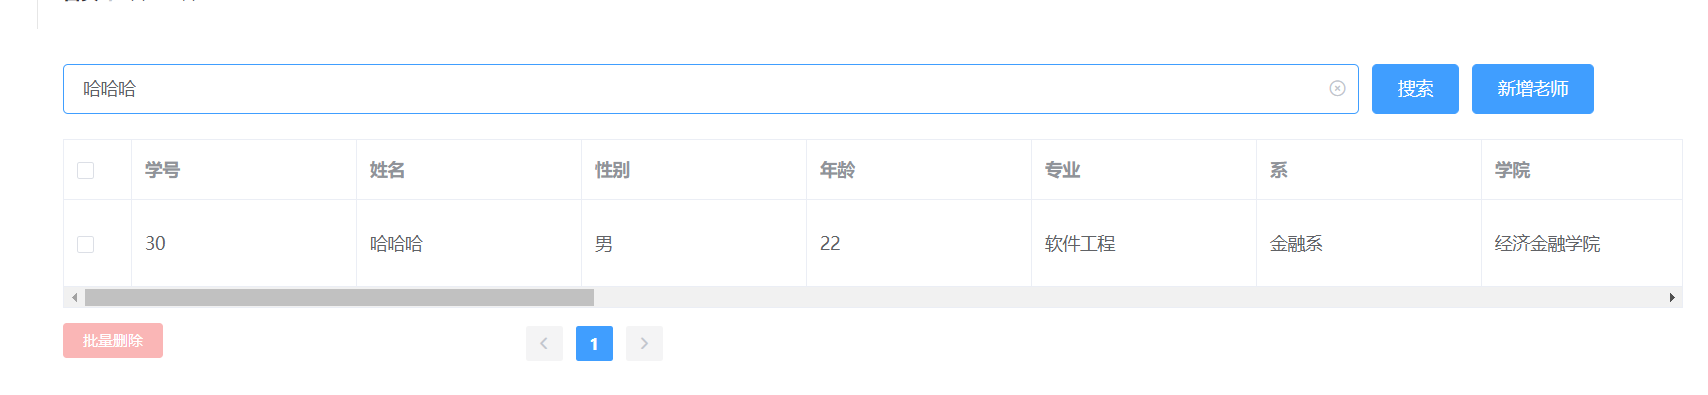 哈哈哈 搜索 新增老师
学号 姓名 性别 年龄 专业 系 学院
30 哈哈哈 男 22 软件工程 金融系 经济金融学院
批量删除 1